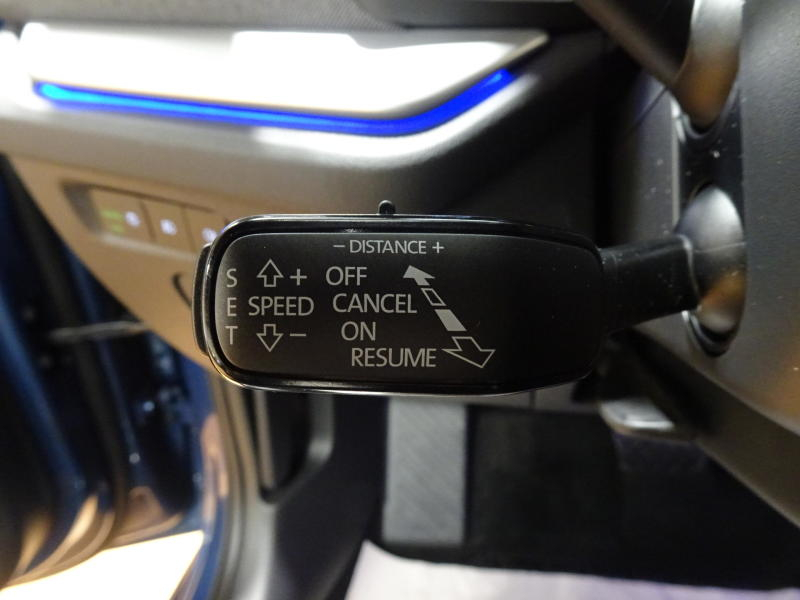 − DISTANCE +
S + OFF
E SPEED CANCEL
T − ON
RESUME